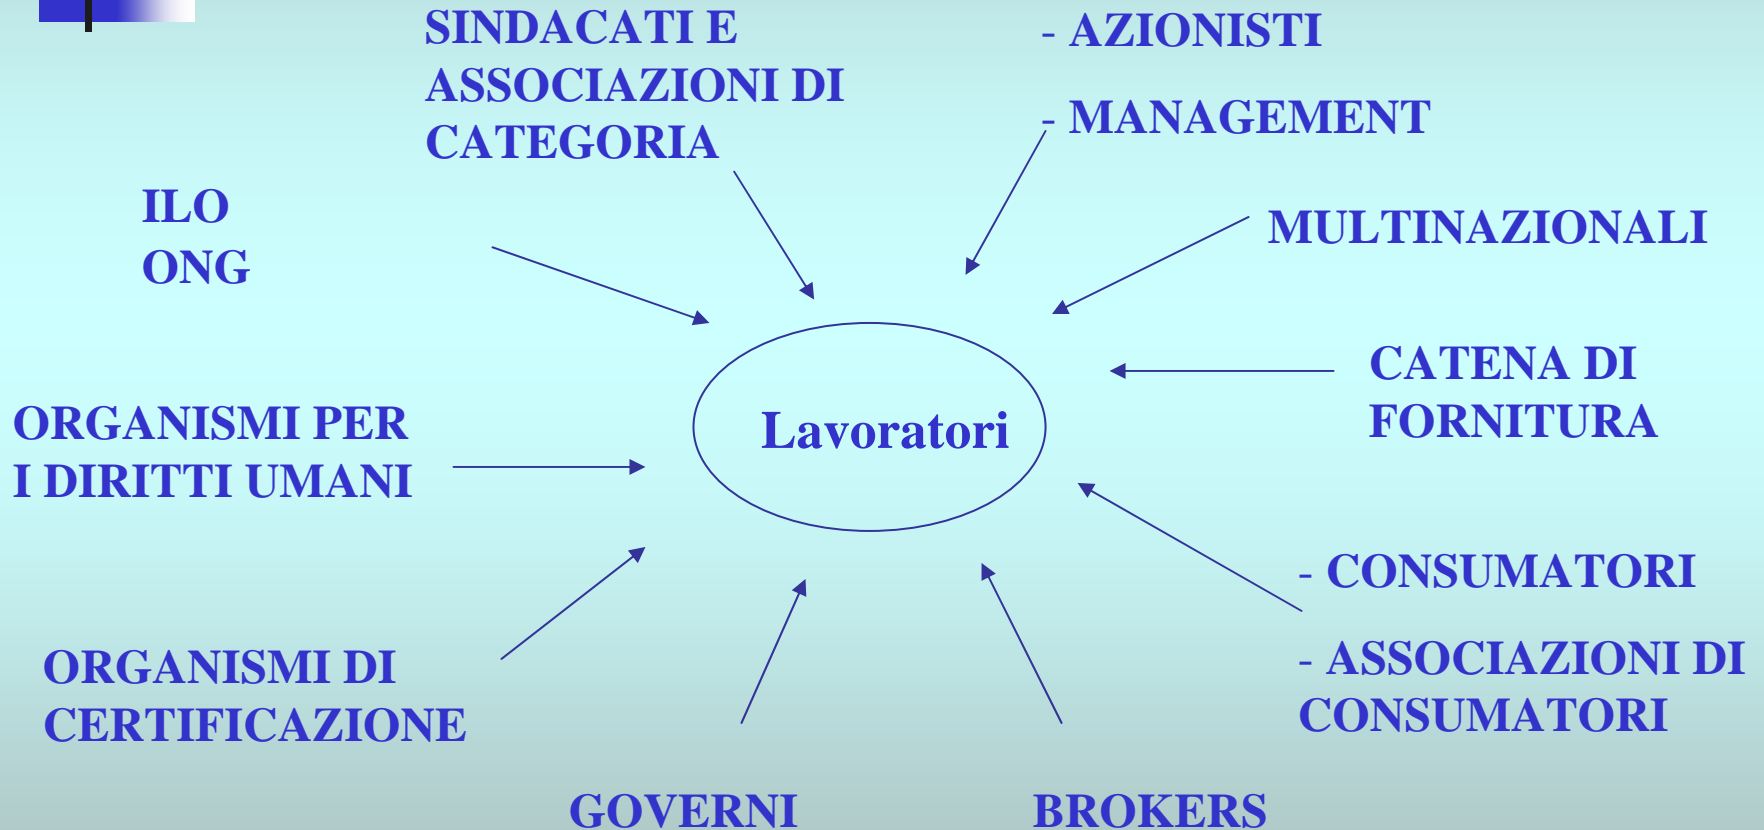 SINDACATI E
ASSOCIAZIONI DI
CATEGORIA
- AZIONISTI
- MANAGEMENT
ILO
ONG
MULTINAZIONALI
CATENA DI
FORNITURA
Lavoratori
ORGANISMI PER
I DIRITTI UMANI
- CONSUMATORI
- ASSOCIAZIONI DI
CONSUMATORI
ORGANISMI DI
CERTIFICAZIONE
GOVERNI
BROKERS